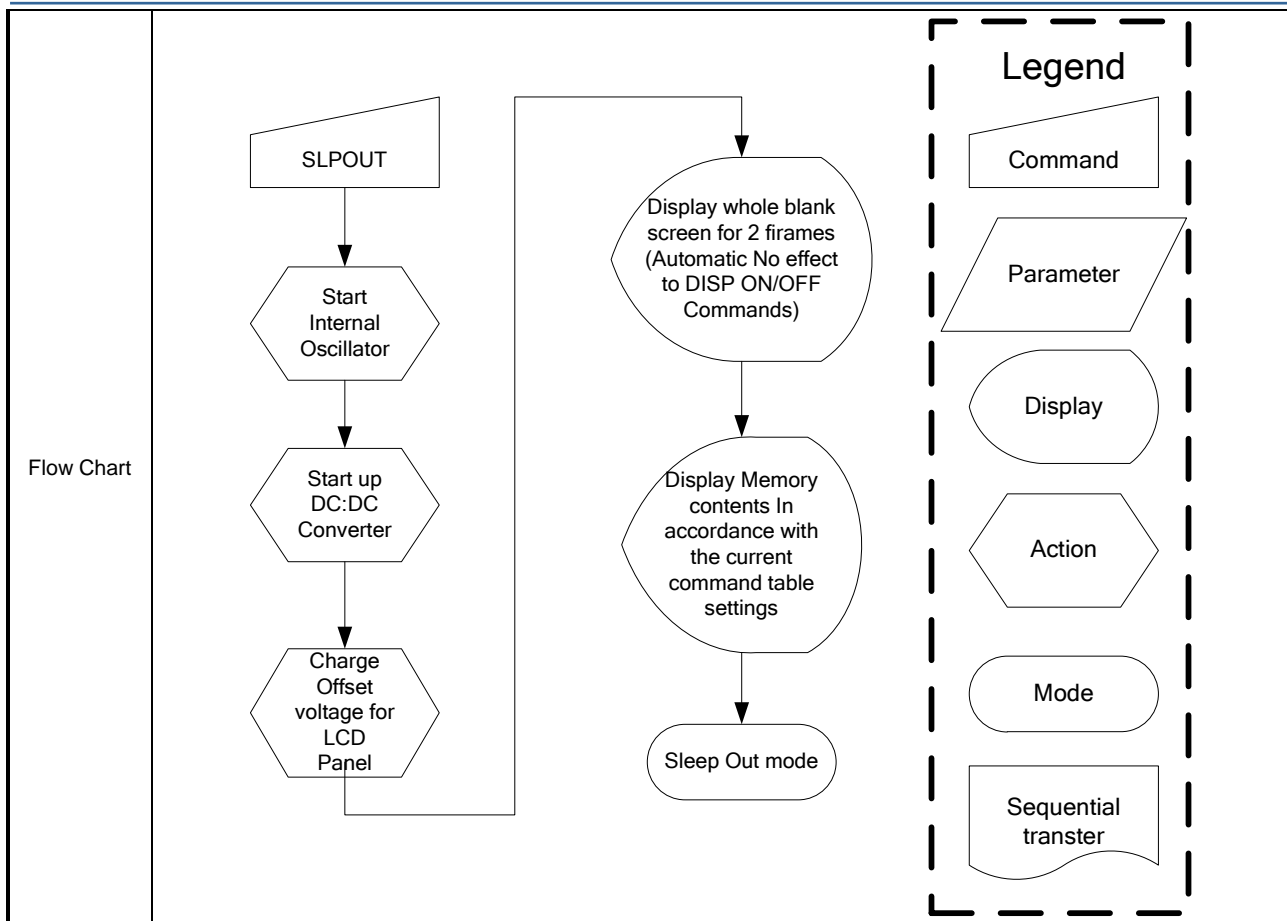 Flow Chart
SLPOUT
Start
Internal
Oscillator
Start up
DC:DC
Converter
Charge
Offset
voltage for
LCD
Panel
Display whole blank
screen for 2 firames
(Automatic No effect
to DISP ON/OFF
Commands)
Display Memory
contents In
accordance with
the current
command table
settings
Sleep Out mode
Legend
Command
Parameter
Display
Action
Mode
Sequential
transter